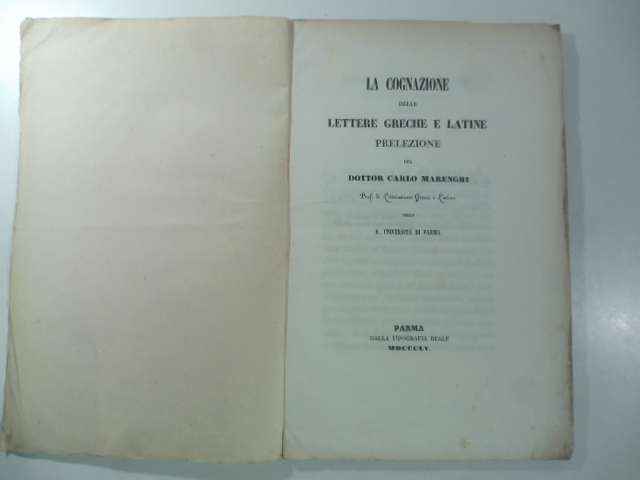 LA COGNAZIONE
DELLE
LETTERE GRECHE E LATINE
PRELEZIONE
DEL
DOTTOR CARLO MARENGHI
Prof. di Letteratura Greca e Latina
NELLA
R. UNIVERSITÁ DI PARMA.
PARMA
DALLA TIPOGRAFIA REALE
MDCCCLV.